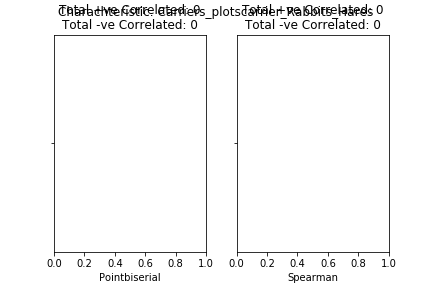 Charachteristic: Carriers_plotscarrier_Rabbits_Hares
Total +ve Correlated: 0
Total -ve Correlated: 0
Total +ve Correlated: 0
Total -ve Correlated: 0
0.0 0.2 0.4 0.6 0.8 1.0
Pointbiserial
0.0 0.2 0.4 0.6 0.8 1.0
Spearman